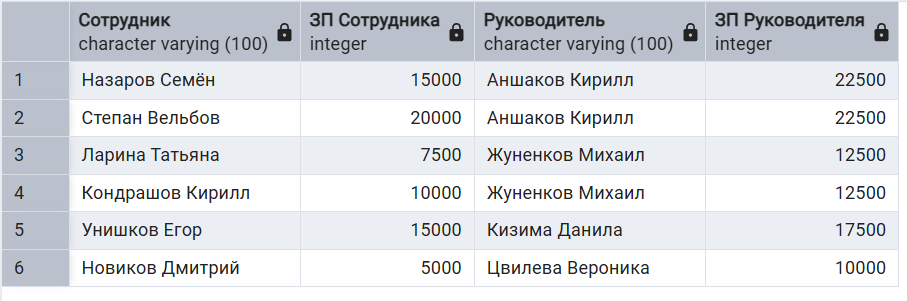 Сотрудник ЗП Сотрудника Руководитель ЗП Руководителя
character varying (100) integer character varying (100) integer
1 Назаров Семён 15000 Аншаков Кирилл 22500
2 Степан Вельбов 20000 Аншаков Кирилл 22500
3 Ларина Татьяна 7500 Жуненков Михаил 12500
4 Кондрашов Кирилл 10000 Жуненков Михаил 12500
5 Унишков Егор 15000 Кизима Данила 17500
6 Новиков Дмитрий 5000 Цвилева Вероника 10000